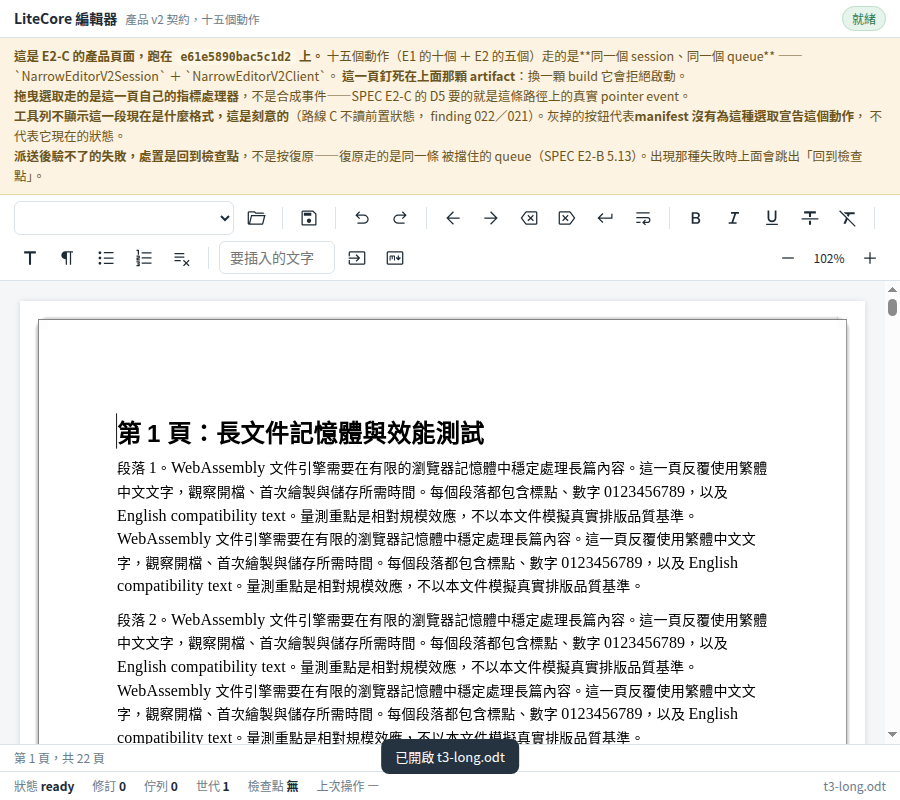 LiteCore 編輯器 產品 v2 契約，十五個動作 就緒
這是 E2-C 的產品頁面，跑在 e61e5890bac5c1d2 上。 十五個動作（E1 的十個 ＋ E2 的五個）走的是**同一個 session、同一個 queue** ——
`NarrowEditorV2Session` ＋ `NarrowEditorV2Client`。 這一頁釘死在上面那顆 artifact：換一顆 build 它會拒絕啟動。
拖曳選取走的是這一頁自己的指標處理器，不是合成事件——SPEC E2-C 的 D5 要的就是這條路徑上的真實 pointer event。
工具列不顯示這一段現在是什麼格式，這是刻意的（路線 C 不讀前置狀態， finding 022／021）。灰掉的按鈕代表manifest 沒有為這種選取宣告這個動作， 不
代表它現在的狀態。
派送後驗不了的失敗，處置是回到檢查點，不是按復原——復原走的是同一條 被擋住的 queue（SPEC E2-B 5.13）。出現那種失敗時上面會跳出「回到檢查
點」。
B I U T T
T ¶ 要插入的文字 M 102%
第 1 頁：長文件記憶體與效能測試
段落 1。WebAssembly 文件引擎需要在有限的瀏覽器記憶體中穩定處理長篇內容。這一頁反覆使用繁體
中文文字，觀察開檔、首次繪製與儲存所需時間。每個段落都包含標點、數字 0123456789，以及
English compatibility text。量測重點是相對規模效應，不以本文件模擬真實排版品質基準。
WebAssembly 文件引擎需要在有限的瀏覽器記憶體中穩定處理長篇內容。這一頁反覆使用繁體中文文
字，觀察開檔、首次繪製與儲存所需時間。每個段落都包含標點、數字 0123456789，以及 English
compatibility text。量測重點是相對規模效應，不以本文件模擬真實排版品質基準。
段落 2。WebAssembly 文件引擎需要在有限的瀏覽器記憶體中穩定處理長篇內容。這一頁反覆使用繁體
中文文字，觀察開檔、首次繪製與儲存所需時間。每個段落都包含標點、數字 0123456789，以及
English compatibility text。量測重點是相對規模效應，不以本文件模擬真實排版品質基準。
WebAssembly 文件引擎需要在有限的瀏覽器記憶體中穩定處理長篇內容。這一頁反覆使用繁體中文文
字，觀察開檔、首次繪製與儲存所需時間。每個段落都包含標點、數字 0123456789，以及 English
compatibility text。量測重點是相對規模效應，不以本文件模擬真實排版品質基準。
第 1 頁，共 22 頁
已開啟 t3-long.odt
狀態 ready 修訂 0 佇列 0 世代 1 檢查點 無 上次操作 — t3-long.odt